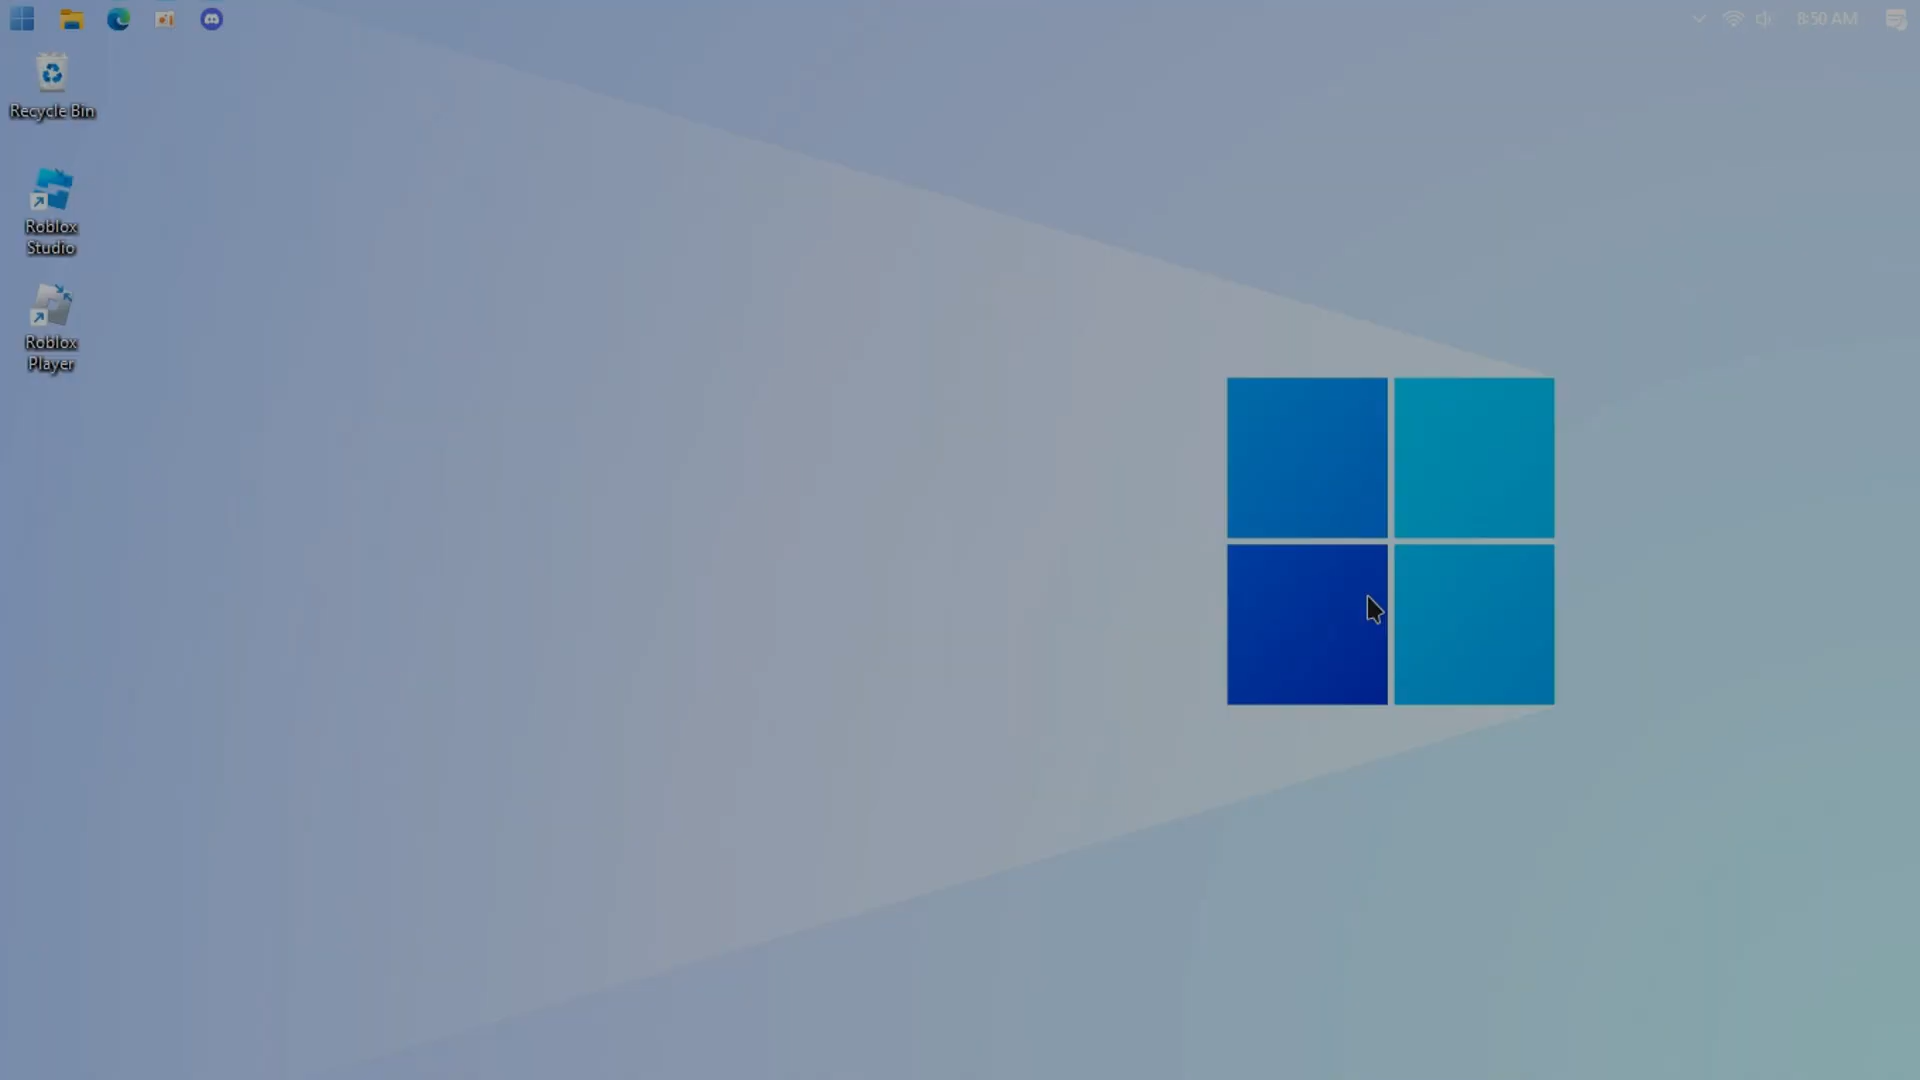 8:50 AM
Recycle Bin
Roblox
Studio
Roblox
Player